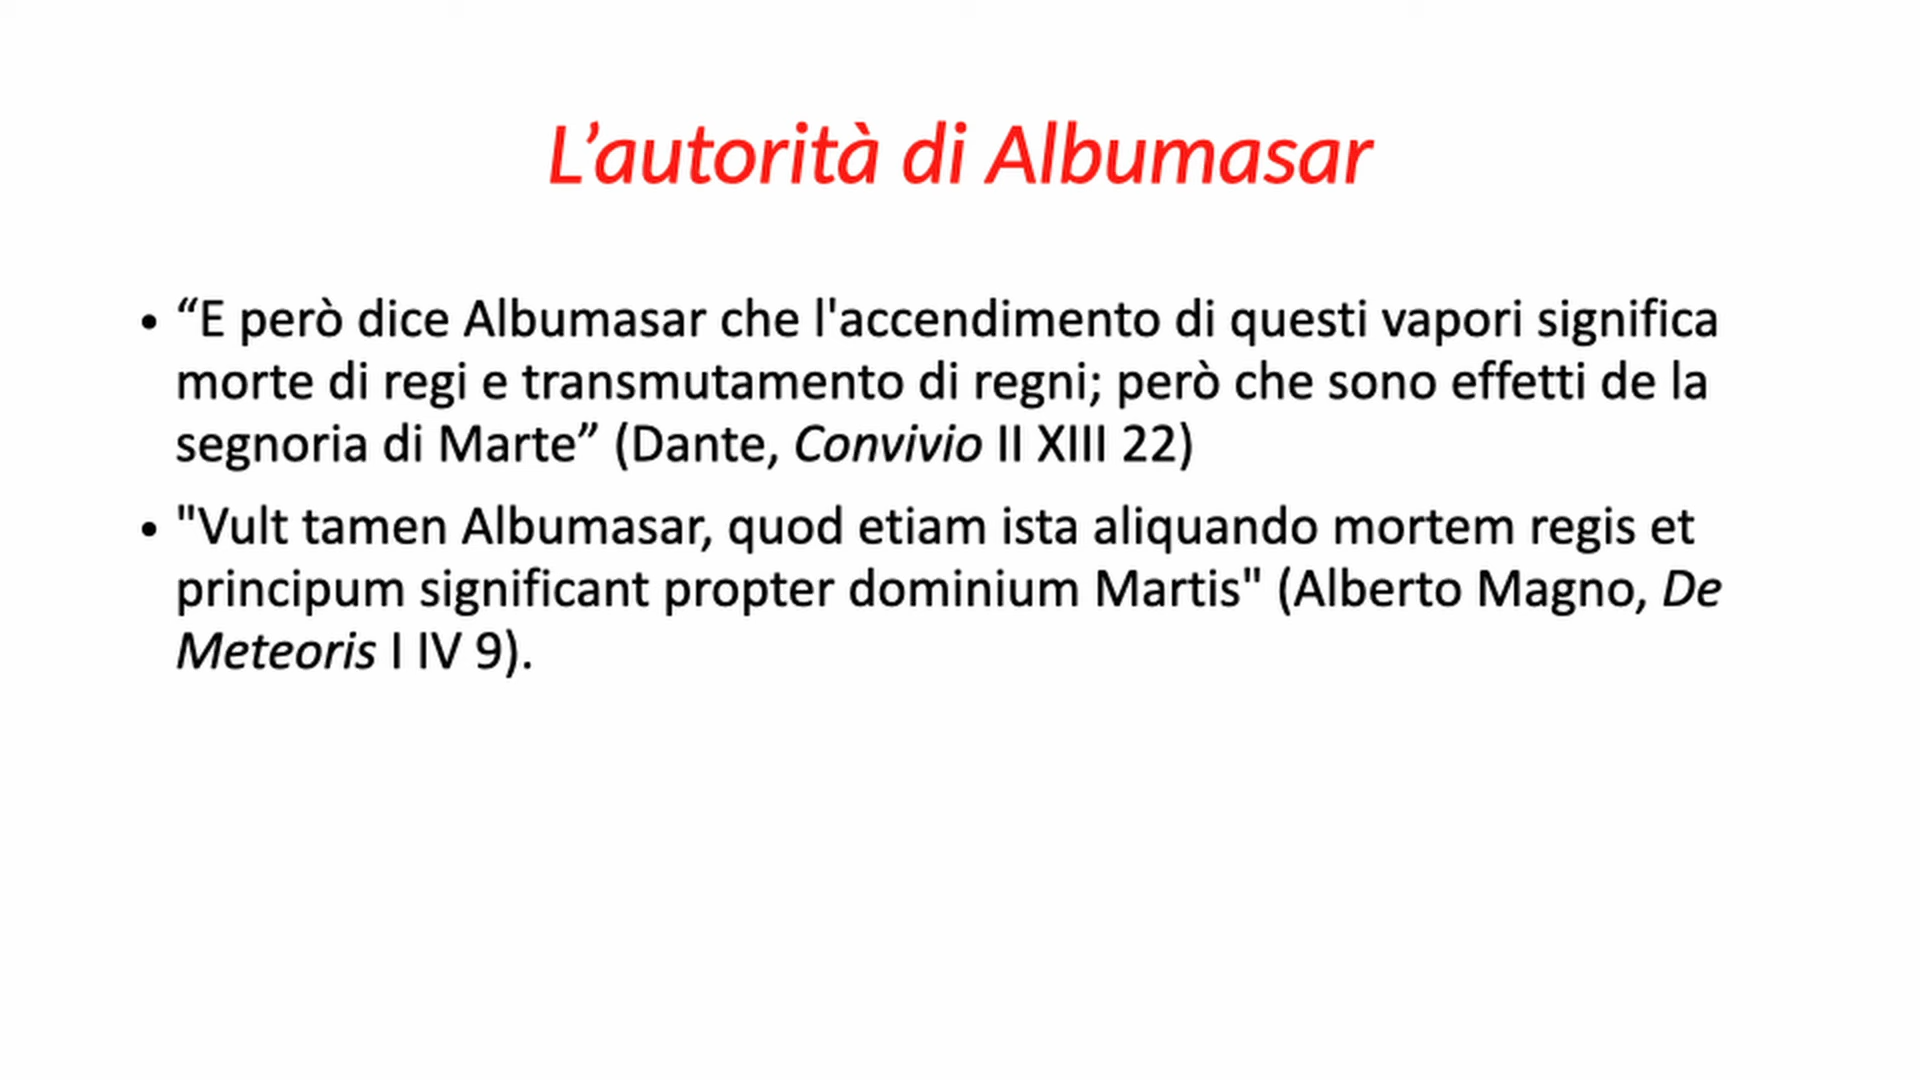 L’autorità di Albumasar
• “E però dice Albumasar che l'accendimento di questi vapori significa
morte di regi e transmutamento di regni; però che sono effetti de la
segnoria di Marte” (Dante, Convivio II XIII 22)
• "Vult tamen Albumasar, quod etiam ista aliquando mortem regis et
principum significant propter dominium Martis" (Alberto Magno, De
Meteoris I IV 9).